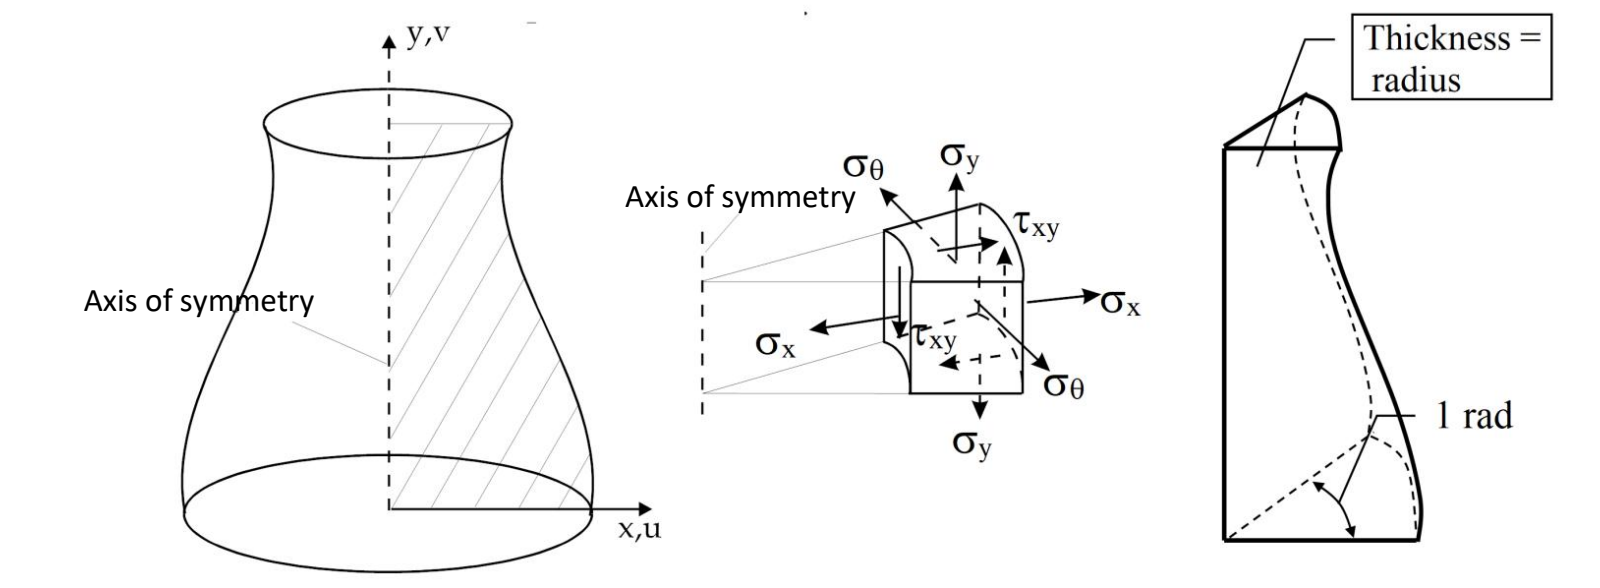 y,v
Axis of symmetry
x,u
Axis of symmetry
σθ
σy
τxy
σx
σx
τxy
σθ
σy
Thickness =
radius
1 rad